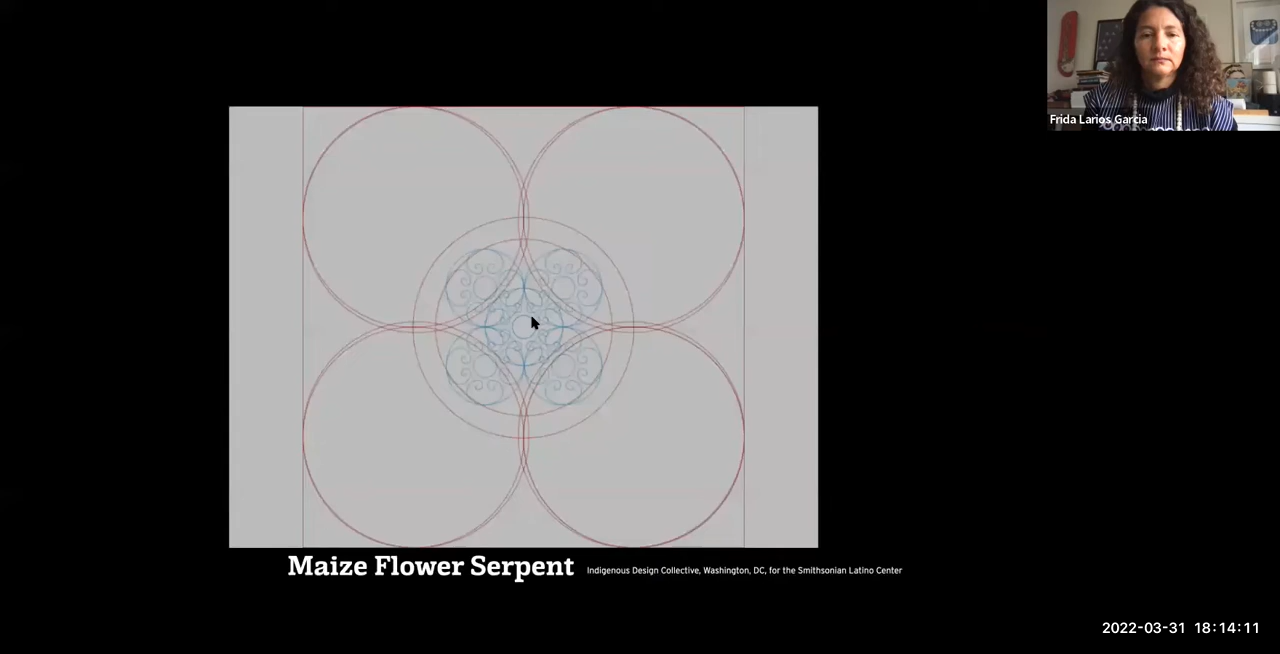 Frida Larios Garcia
Maize Flower Serpent
Indigenous Design Collective, Washington, DC, for the Smithsonian Latino Center
2022-03-31 18:14:11